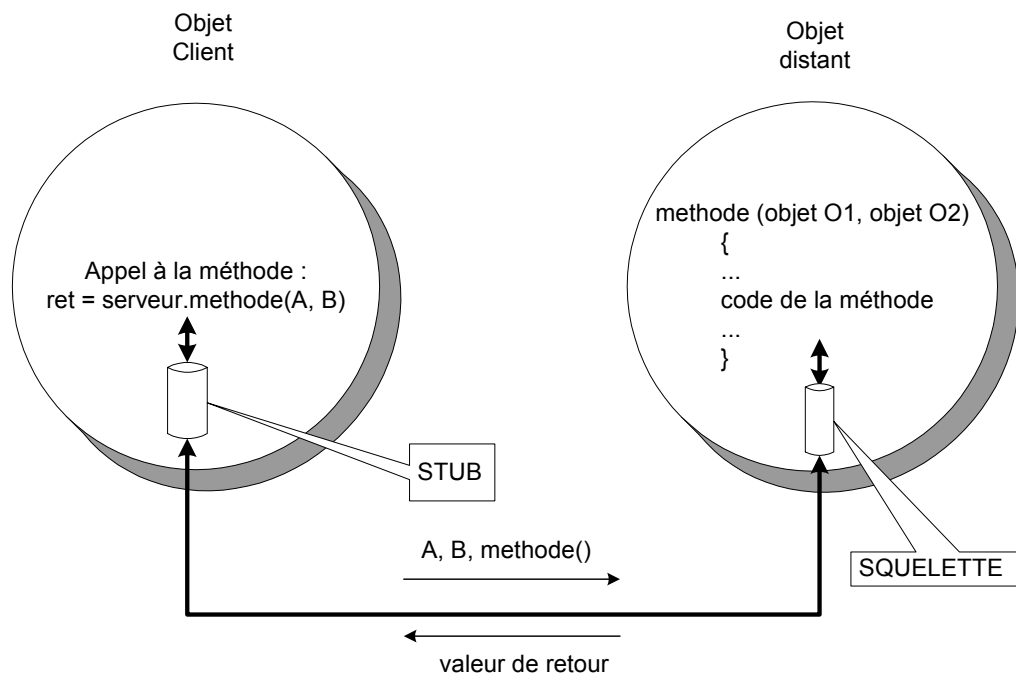 Objet
Client
Objet
distant
Appel à la méthode :
ret = serveur.methode(A, B)
methode (objet O1, objet O2)
{
...
code de la méthode
...
}
STUB
SQUELETTE
A, B, methode()
valeur de retour